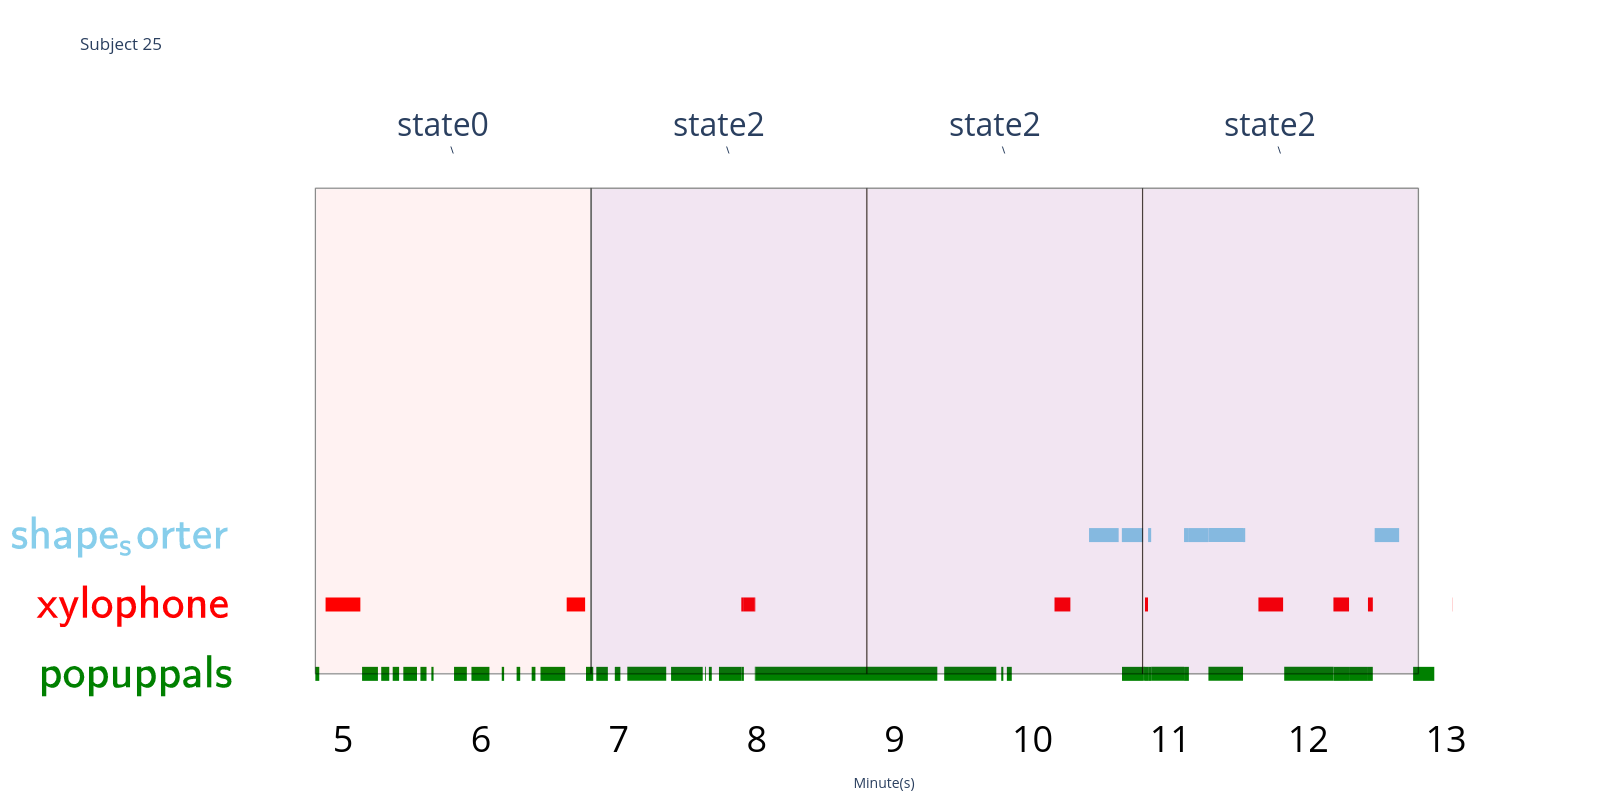 Subject 25
state0 state2 state2 state2
shapesorter
xylophone
popuppals
5 6 7 8 9 10 11 12 13
Minute(s)